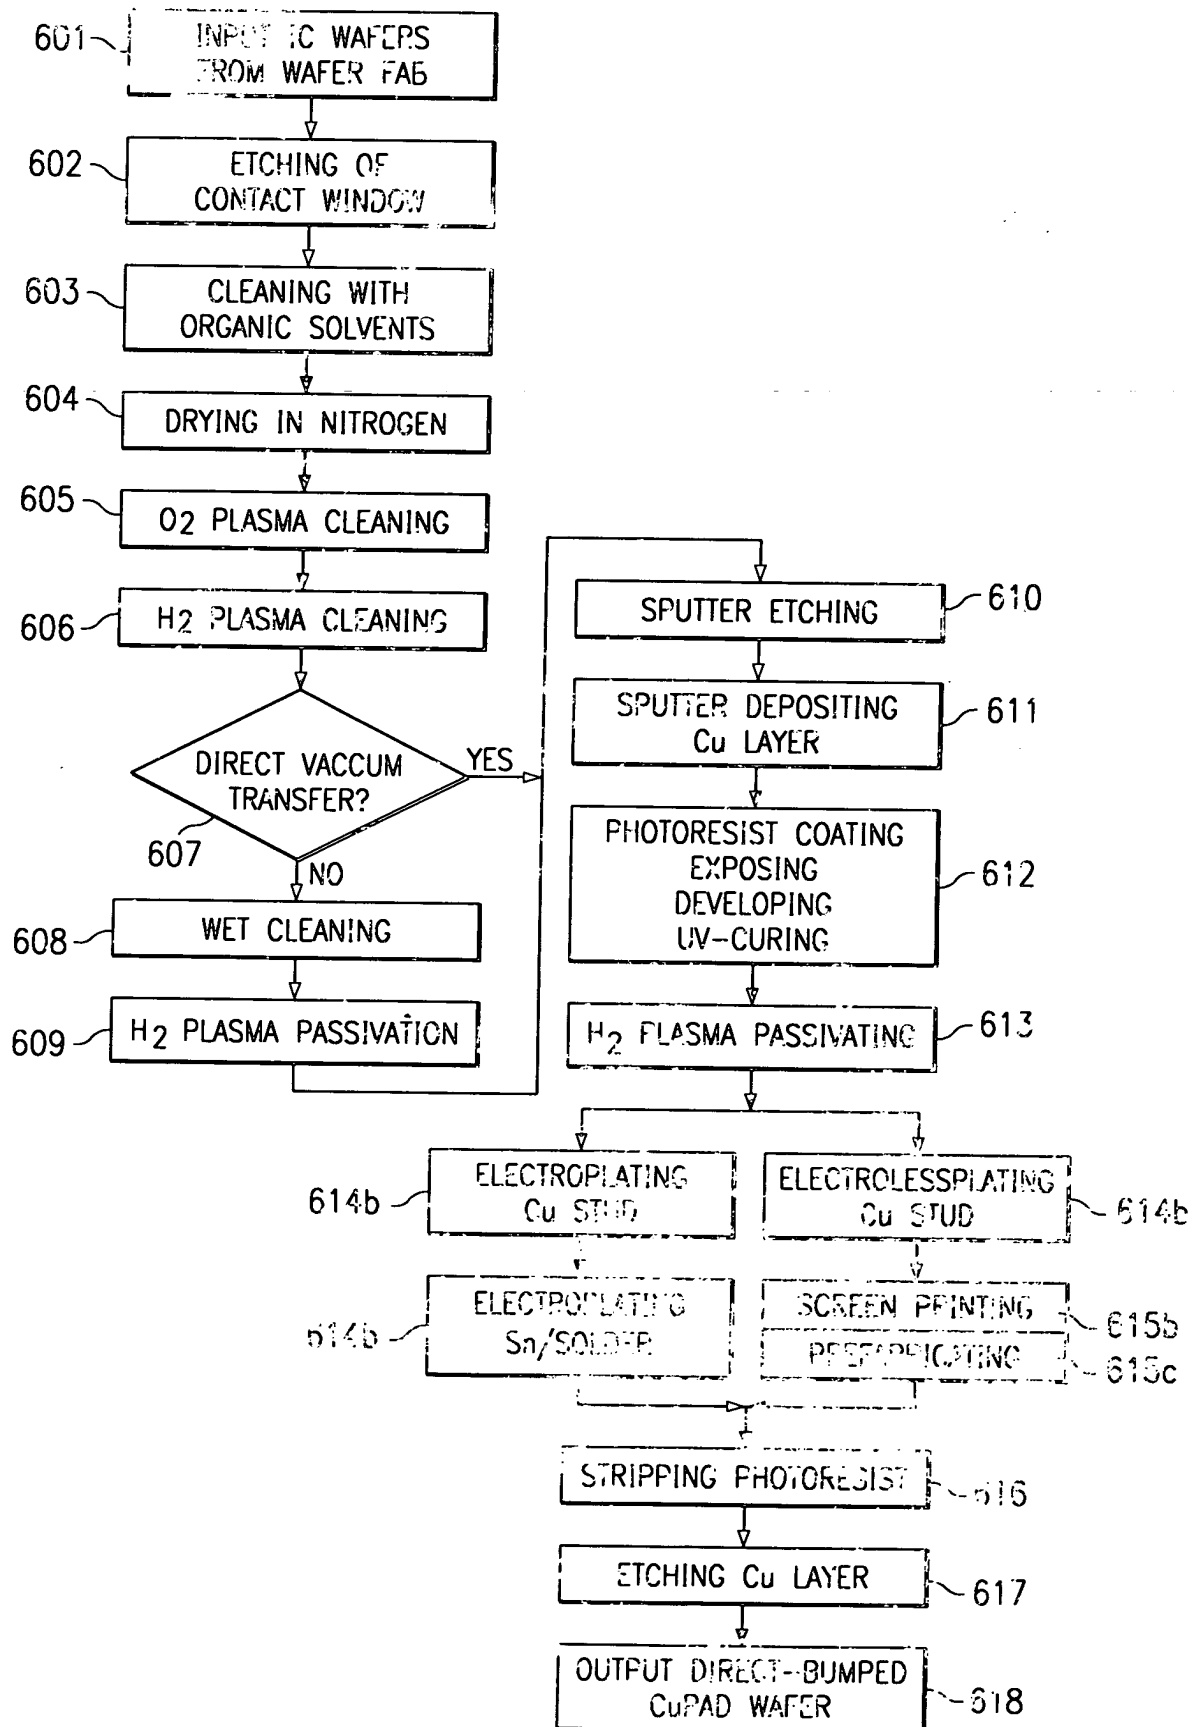 601
INPUT IC WAFERS
FROM WAFER FAB
602
ETCHING OF
CONTACT WINDOW
603
CLEANING WITH
ORGANIC SOLVENTS
604
DRYING IN NITROGEN
605
O2 PLASMA CLEANING
606
H2 PLASMA CLEANING
DIRECT VACCUM
TRANSFER?
YES
607
NO
608
WET CLEANING
609
H2 PLASMA PASSIVATION
SPUTTER ETCHING
610
SPUTTER DEPOSITING
Cu LAYER
611
PHOTORESIST COATING
EXPOSING
DEVELOPING
UV-CURING
612
H2 PLASMA PASSIVATING
613
614b
ELECTROPLATING
Cu STUD
ELECTROLESSPLATING
Cu STUD
614b
614b
ELECTROPLATING
Sn/SOLDER
SCREEN PRINTING
615b
PREFABRICATING
615c
STRIPPING PHOTORESIST
616
ETCHING Cu LAYER
617
OUTPUT DIRECT-BUMPED
CuPAD WAFER
618